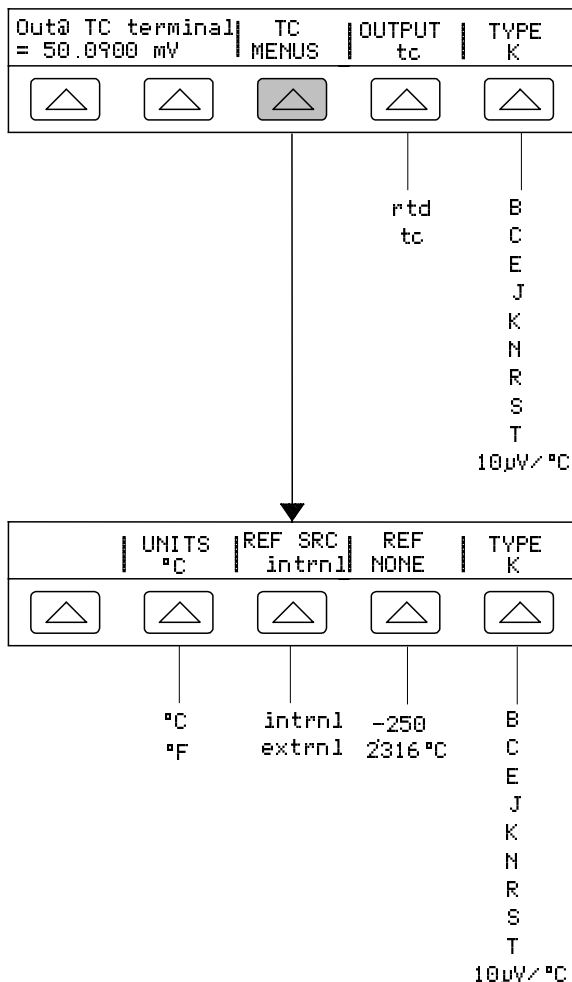 Out@ TC terminal TC OUTPUT TYPE
= 50.0900 mV MENUS tc K
rtd
tc
B
C
E
J
K
N
R
S
T
10µV/°C
UNITS REF SRC REF TYPE
°C intrnl NONE K
°C
°F
intrnl
extrnl
-250
2316 °C
B
C
E
J
K
N
R
S
T
10µV/°C